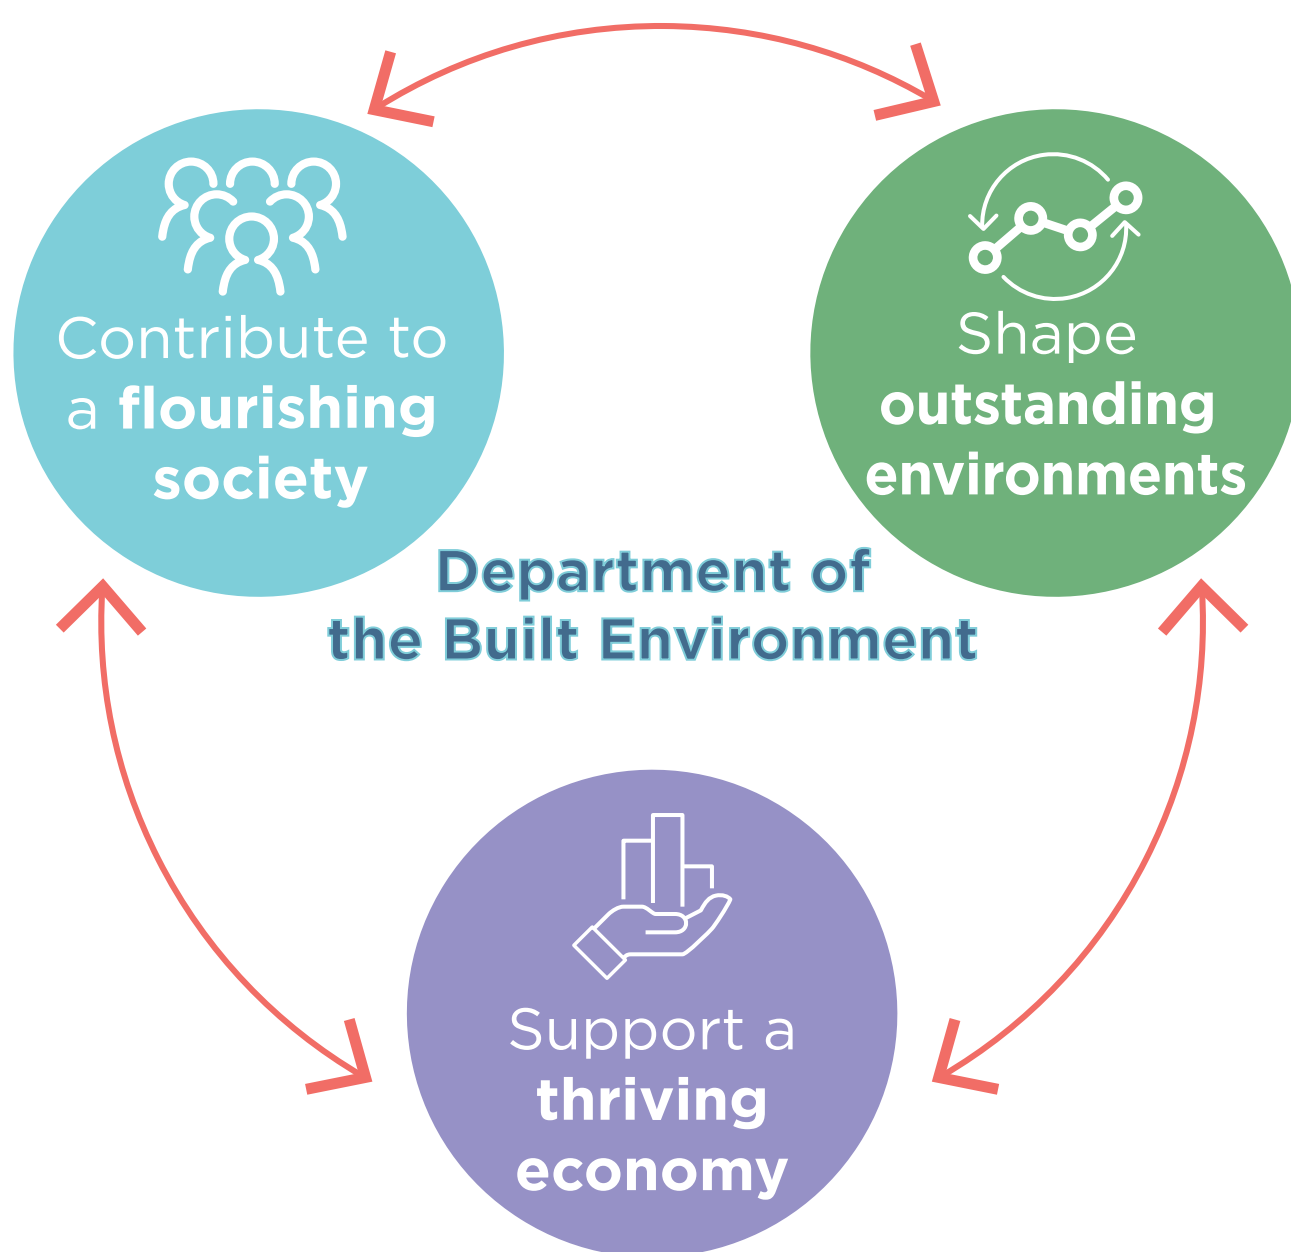 Contribute to
a flourishing
society
Shape
outstanding
environments
Department of
the Built Environment
Support a
thriving
economy